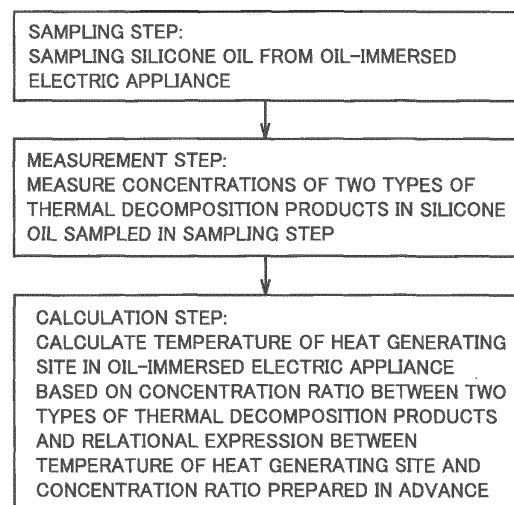 SAMPLING STEP:
SAMPLING SILICONE OIL FROM OIL-IMMERSED
ELECTRIC APPLIANCE
MEASUREMENT STEP:
MEASURE CONCENTRATIONS OF TWO TYPES OF
THERMAL DECOMPOSITION PRODUCTS IN SILICONE
OIL SAMPLED IN SAMPLING STEP
CALCULATION STEP:
CALCULATE TEMPERATURE OF HEAT GENERATING
SITE IN OIL-IMMERSED ELECTRIC APPLIANCE
BASED ON CONCENTRATION RATIO BETWEEN TWO
TYPES OF THERMAL DECOMPOSITION PRODUCTS
AND RELATIONAL EXPRESSION BETWEEN
TEMPERATURE OF HEAT GENERATING SITE AND
CONCENTRATION RATIO PREPARED IN ADVANCE